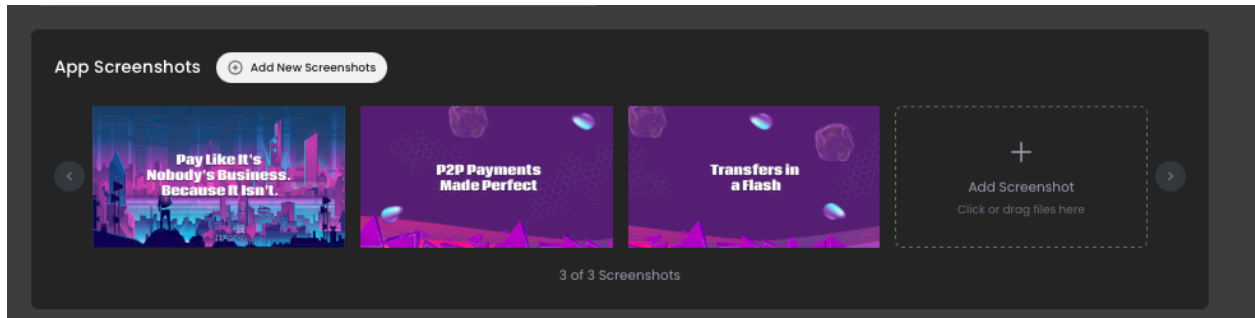 App Screenshots
Add New Screenshots
Pay Like It's
Nobody's Business.
Because It Isn't.
P2P Payments
Made Perfect
Transfers in
a Flash
Add Screenshot
Click or drag files here
3 of 3 Screenshots